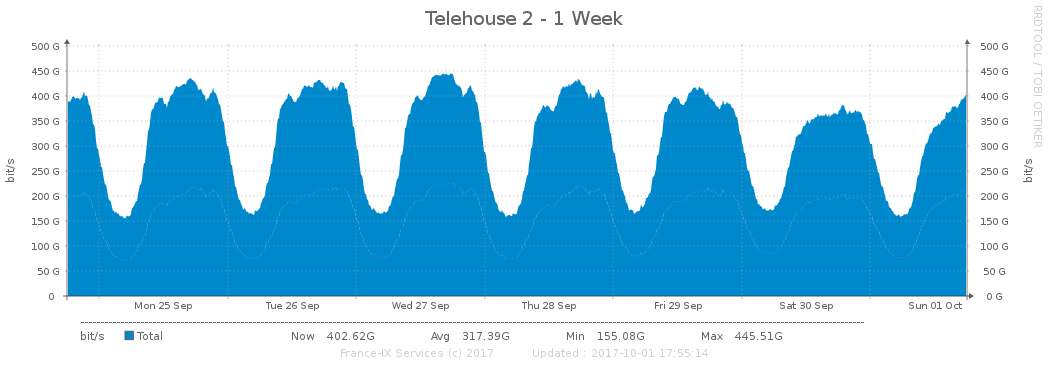 Telehouse 2 - 1 Week
RRDTOOL / TOBI OETIKER
500 G 500 G
450 G 450 G
400 G 400 G
350 G 350 G
300 G 300 G
250 G 250 G
200 G 200 G
150 G 150 G
100 G 100 G
50 G 50 G
0 0 G
bit/s
bit/s
Mon 25 Sep Tue 26 Sep Wed 27 Sep Thu 28 Sep Fri 29 Sep Sat 30 Sep Sun 01 Oct
bit/s Total Now 402.62G Avg 317.39G Min 155.08G Max 445.51G
France-IX Services (c) 2017 Updated : 2017-10-01 17:55:14